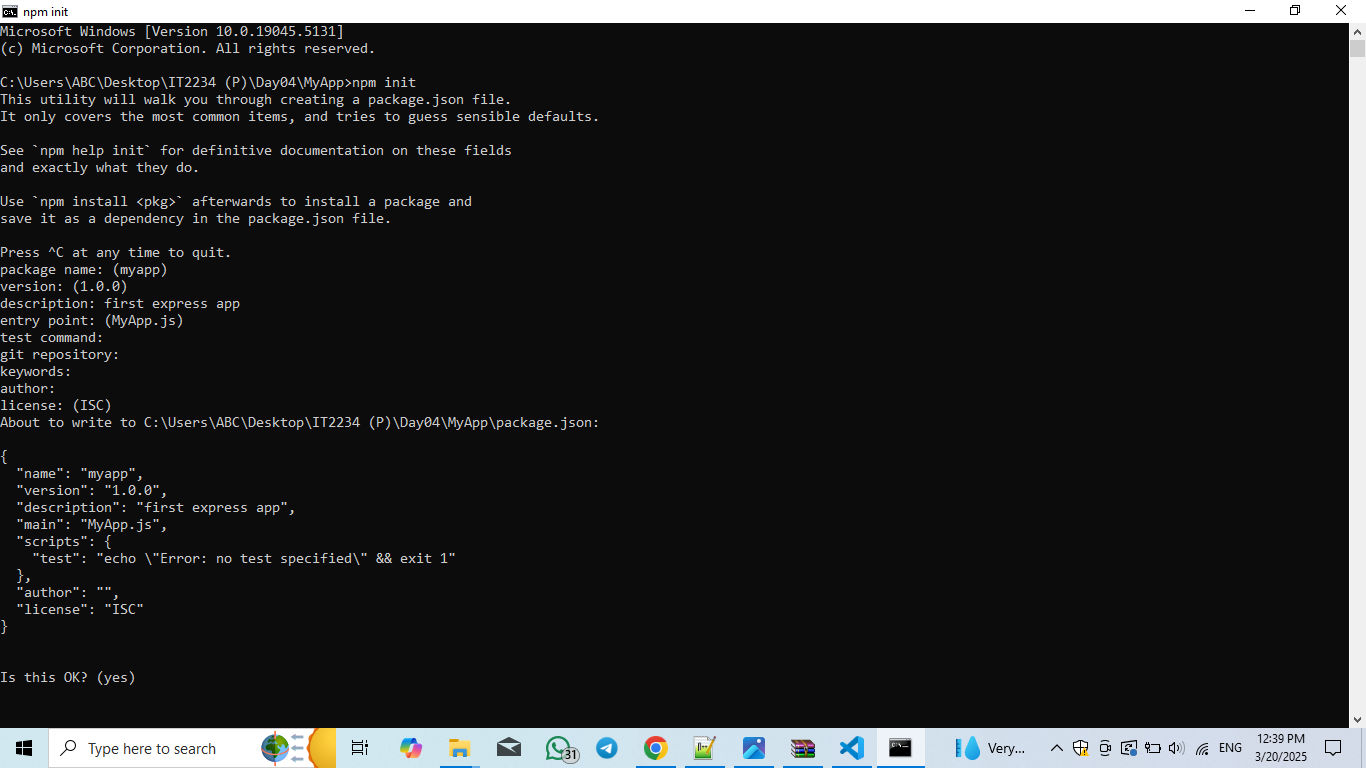 npm init
Microsoft Windows [Version 10.0.19045.5131]
(c) Microsoft Corporation. All rights reserved.
C:\Users\ABC\Desktop\IT2234 (P)\Day04\MyApp>npm init
This utility will walk you through creating a package.json file.
It only covers the most common items, and tries to guess sensible defaults.
See `npm help init` for definitive documentation on these fields
and exactly what they do.
Use `npm install <pkg>` afterwards to install a package and
save it as a dependency in the package.json file.
Press ^C at any time to quit.
package name: (myapp)
version: (1.0.0)
description: first express app
entry point: (MyApp.js)
test command:
git repository:
keywords:
author:
license: (ISC)
About to write to C:\Users\ABC\Desktop\IT2234 (P)\Day04\MyApp\package.json:
{
  "name": "myapp",
  "version": "1.0.0",
  "description": "first express app",
  "main": "MyApp.js",
  "scripts": {
    "test": "echo \"Error: no test specified\" && exit 1"
  },
  "author": "",
  "license": "ISC"
}
Is this OK? (yes)
Type here to search
31
Very...
ENG
12:39 PM
3/20/2025